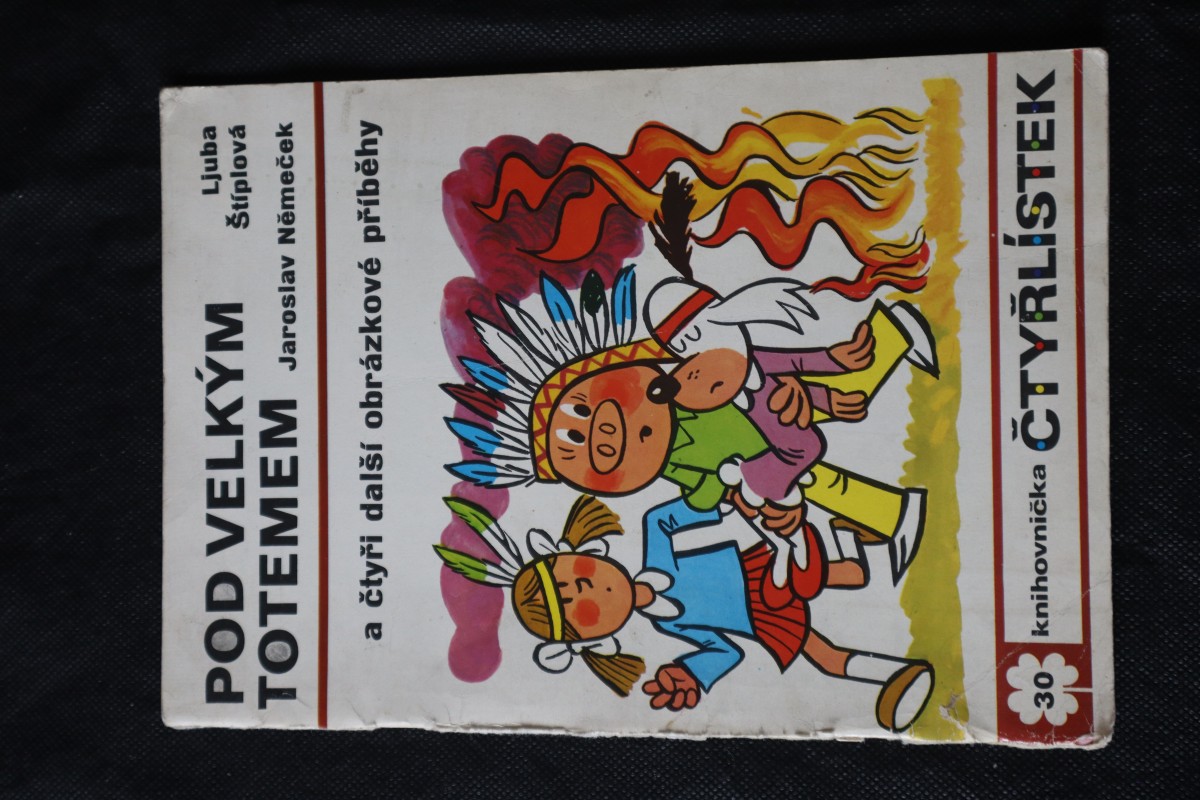 POD VELKÝM
TOTEMEM
Ljuba
Štíplová
Jaroslav Němeček
a čtyři další obrázkové příběhy
30
knihovnička ČTYŘLÍSTEK